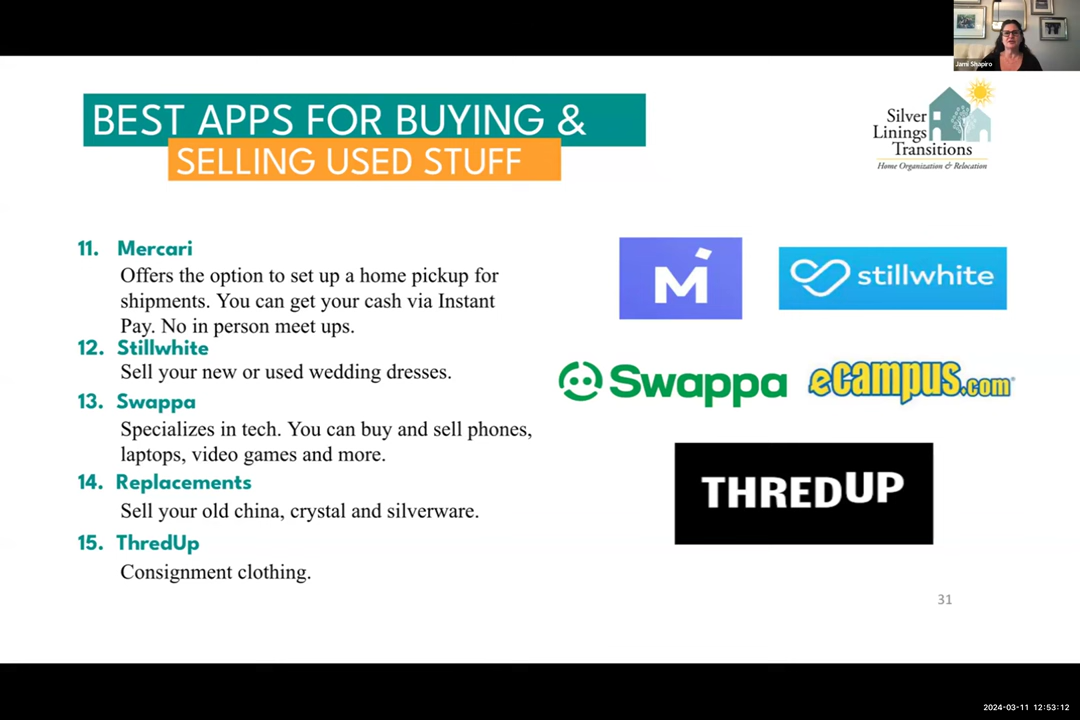 Jami Shapiro
BEST APPS FOR BUYING &
SELLING USED STUFF
Silver
Linings
Transitions
Home Organization & Relocation
11. Mercari
Offers the option to set up a home pickup for
shipments. You can get your cash via Instant
Pay. No in person meet ups.
12. Stillwhite
Sell your new or used wedding dresses.
13. Swappa
Specializes in tech. You can buy and sell phones,
laptops, video games and more.
14. Replacements
Sell your old china, crystal and silverware.
15. ThredUp
Consignment clothing.
M
stillwhite
Swappa
eCampus.com
THREDUP
31
2024-03-11 12:53:12